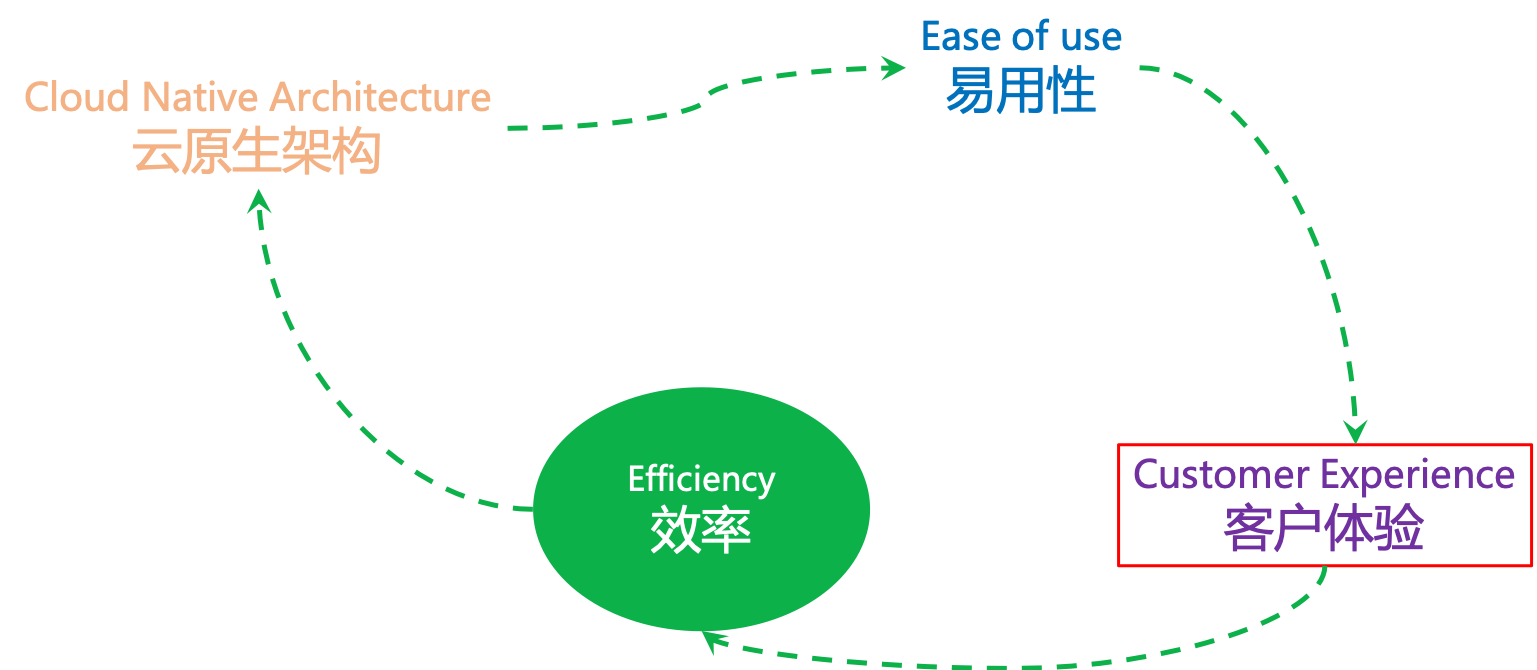 Ease of use
易用性
Cloud Native Architecture
云原生架构
Customer Experience
客户体验
Efficiency
效率